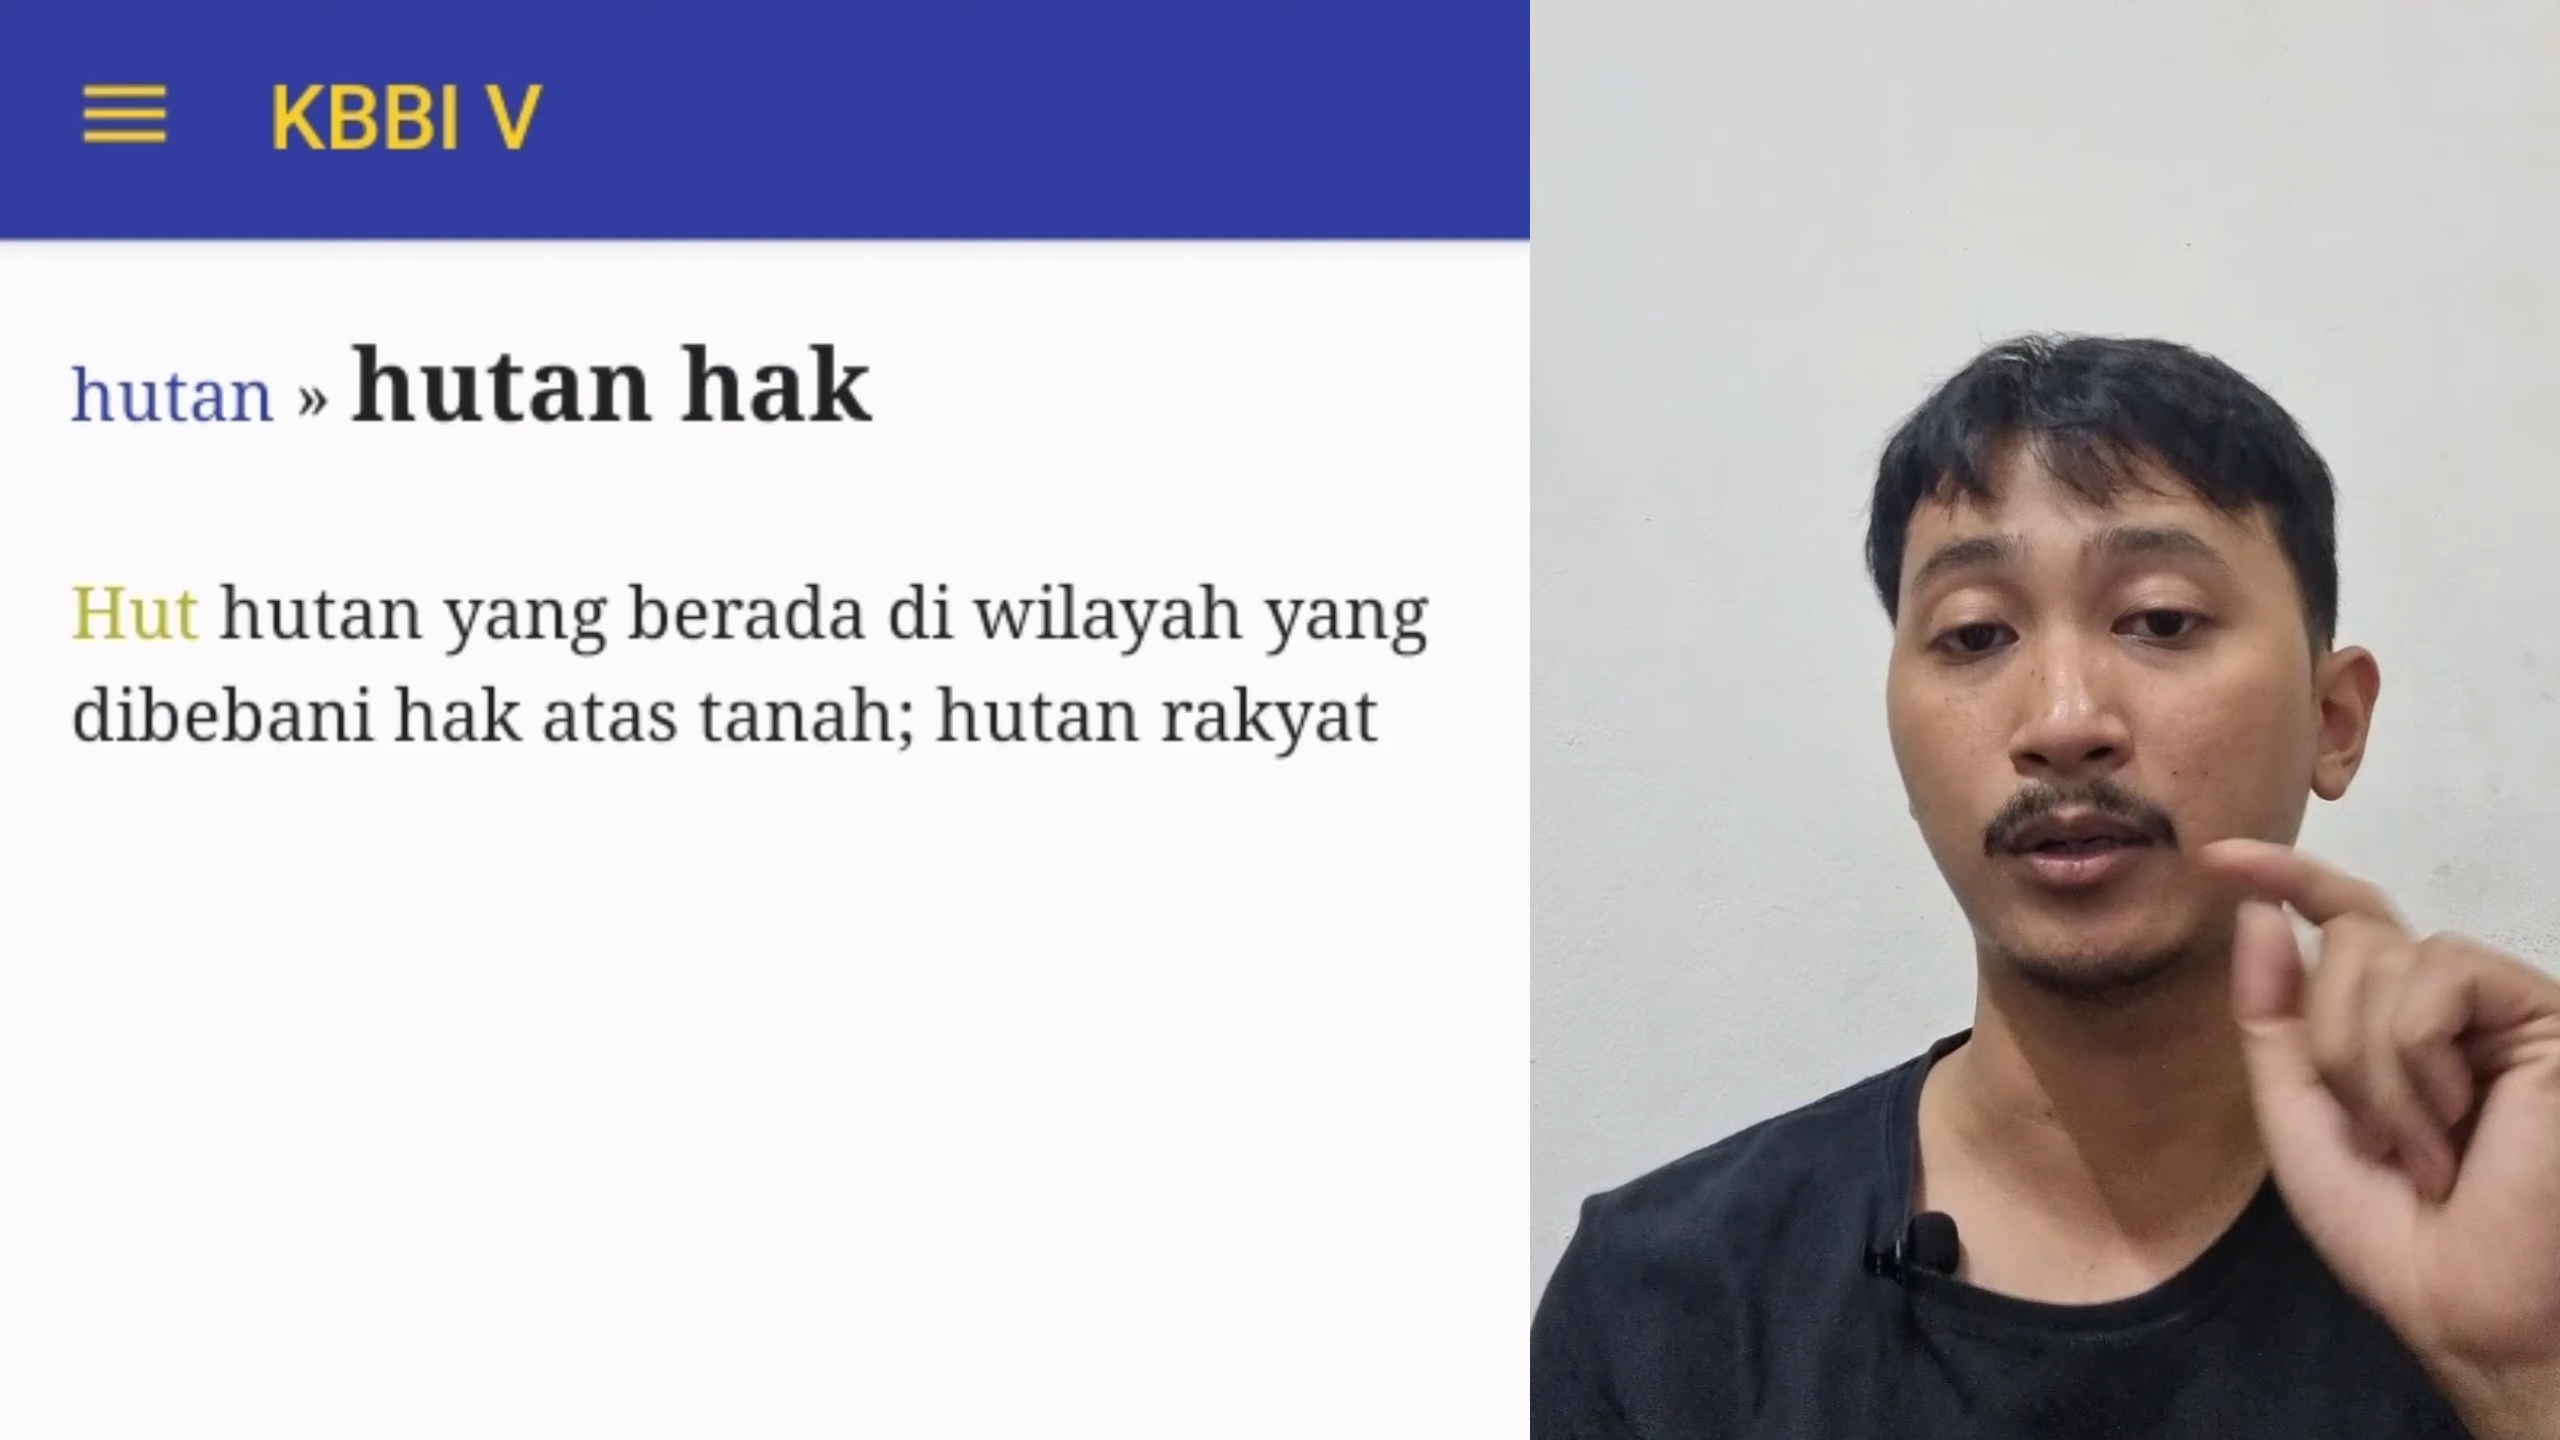 KBBI V
hutan » hutan hak
Hut hutan yang berada di wilayah yang
dibebani hak atas tanah; hutan rakyat